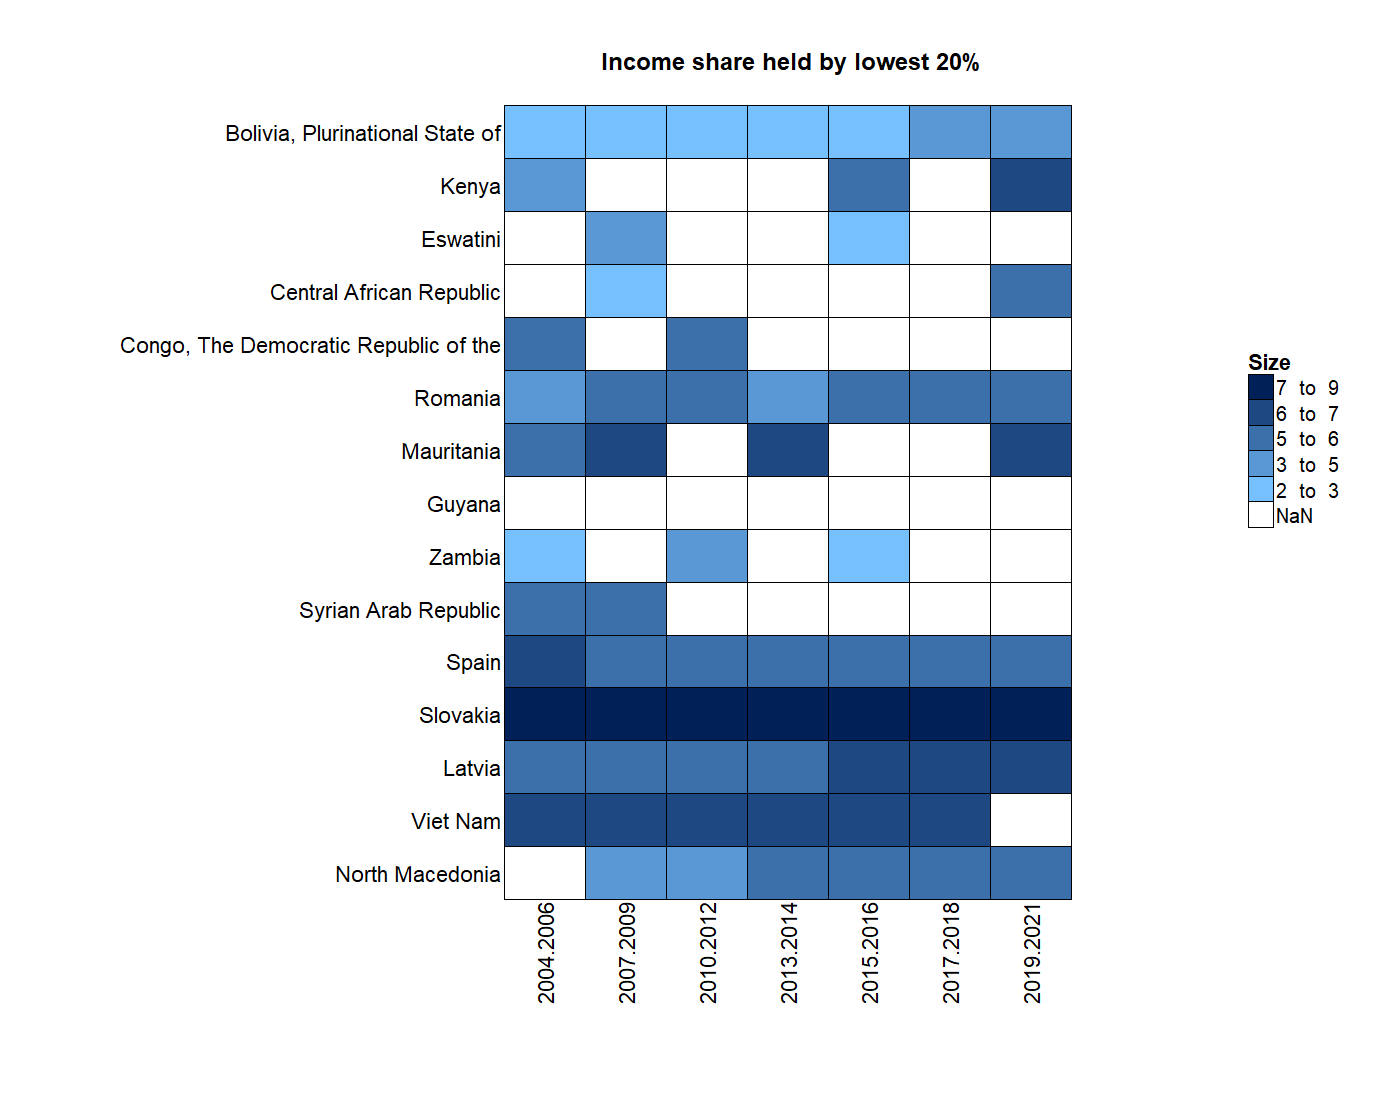 Income share held by lowest 20%
Bolivia, Plurinational State of
Kenya
Eswatini
Central African Republic
Congo, The Democratic Republic of the
Romania
Mauritania
Guyana
Zambia
Syrian Arab Republic
Spain
Slovakia
Latvia
Viet Nam
North Macedonia
2004.2006
2007.2009
2010.2012
2013.2014
2015.2016
2017.2018
2019.2021
Size
7 to 9
6 to 7
5 to 6
3 to 5
2 to 3
NaN